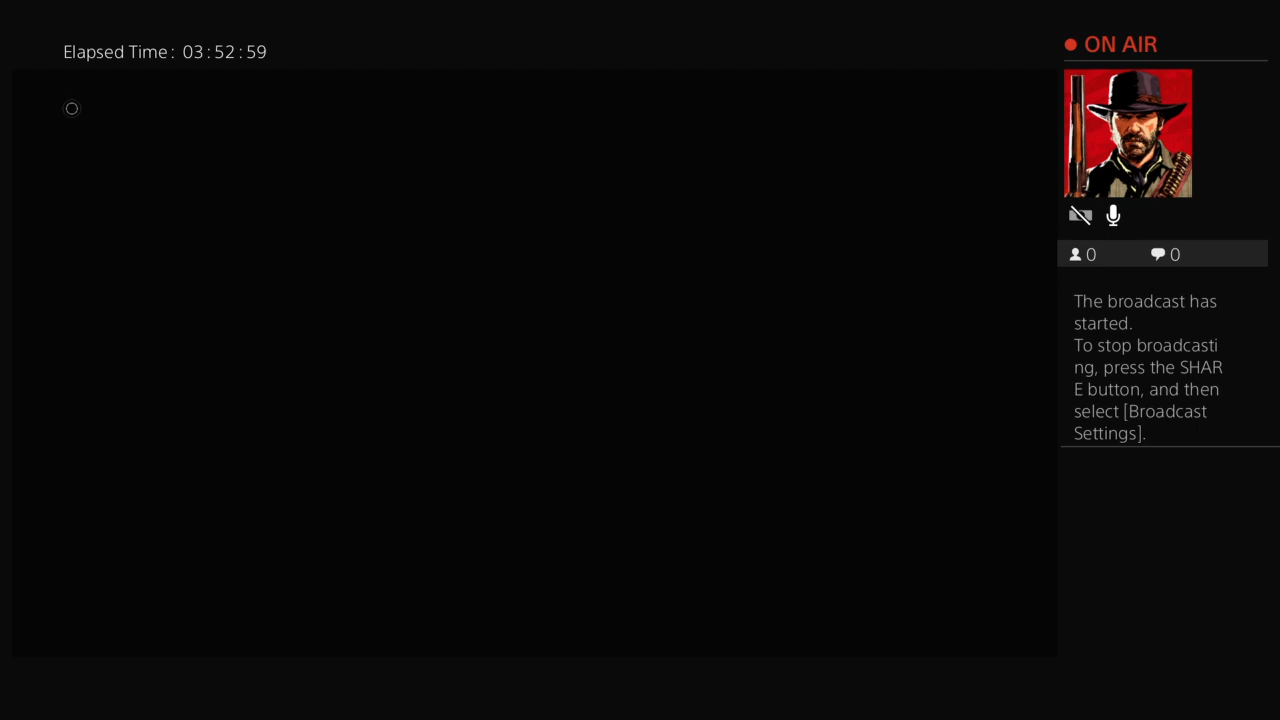 Elapsed Time: 03:52:59
ON AIR
0 0
The broadcast has
started.
To stop broadcasti
ng, press the SHAR
E button, and then
select [Broadcast
Settings].